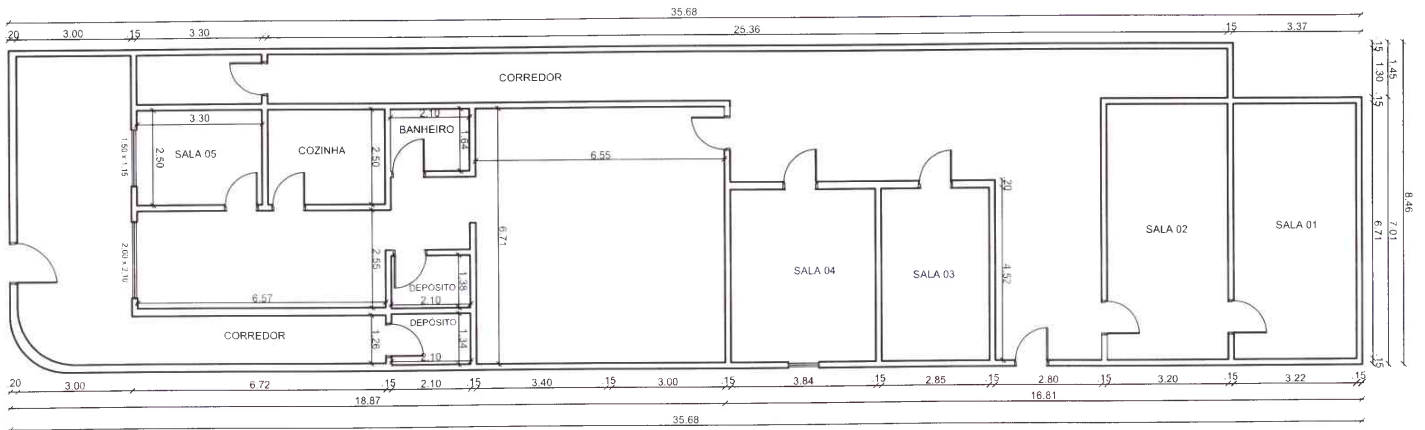 35.68
20 3.00 .15 3.30 25.36 .15 3.37
CORREDOR
3.30
2.10
BANHEIRO
1.64
SALA 05
2.50
COZINHA
2.50
1.50 x 1.15
6.55
6.71
2.00 x 2.10
6.57
2.55
DEPÓSITO
1.38
2.10
CORREDOR
1.26
DEPÓSITO
1.34
2.10
SALA 04
SALA 03
.20
4.52
SALA 02
SALA 01
.15
1.30
.15
6.71
.15
1.45
7.01
8.46
.20 3.00 6.72 .15 2.10 .15 3.40 .15 3.00 .15 3.84 .15 2.85 .15 2.80 .15 3.20 .15 3.22 .15
18.87 16.81
35.68